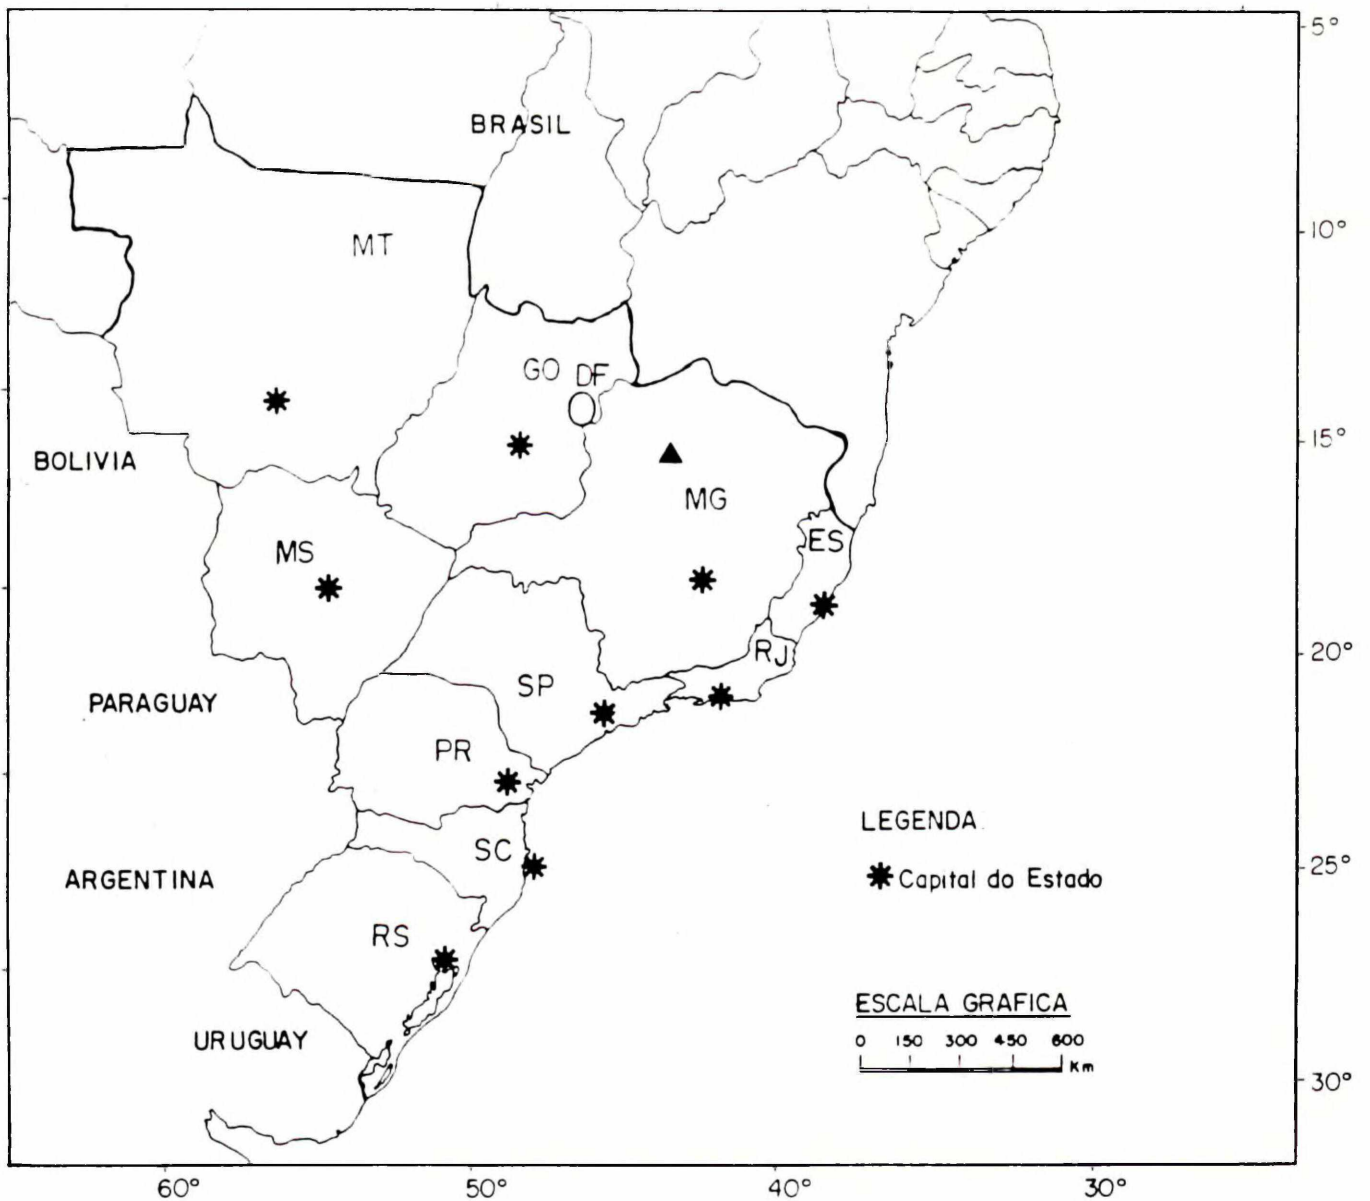 5°
BRASIL
MT
10°
GO DF
15°
BOLIVIA
MG
ES
MS
20°
RJ
SP
PARAGUAY
PR
LEGENDA
SC
25°
Capital do Estado
ARGENTINA
RS
ESCALA GRAFICA
URUGUAY
0 150 300 450 600
Km
30°
60° 50° 40° 30°